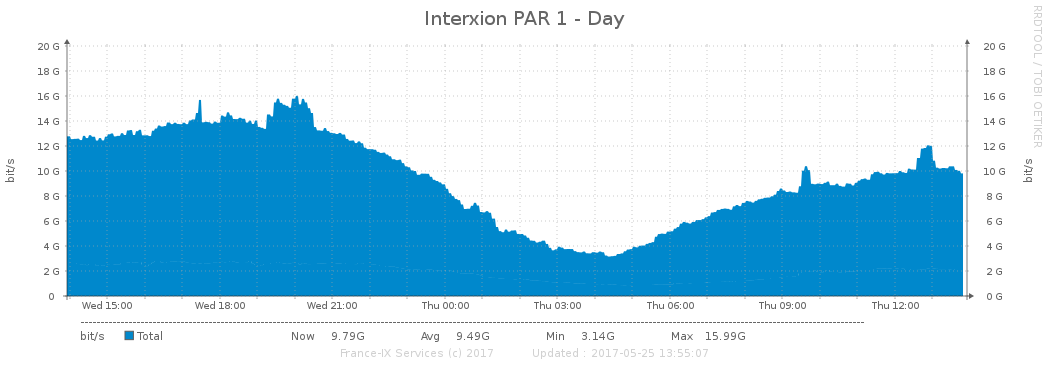 Interxion PAR 1 - Day
RRDTOOL / TOBI OETIKER
20 G 20 G
18 G 18 G
16 G 16 G
14 G 14 G
12 G 12 G
10 G 10 G
8 G 8 G
6 G 6 G
4 G 4 G
2 G 2 G
0 0 G
bit/s bit/s
Wed 15:00 Wed 18:00 Wed 21:00 Thu 00:00 Thu 03:00 Thu 06:00 Thu 09:00 Thu 12:00
bit/s Total Now 9.79G Avg 9.49G Min 3.14G Max 15.99G
France-IX Services (c) 2017 Updated : 2017-05-25 13:55:07